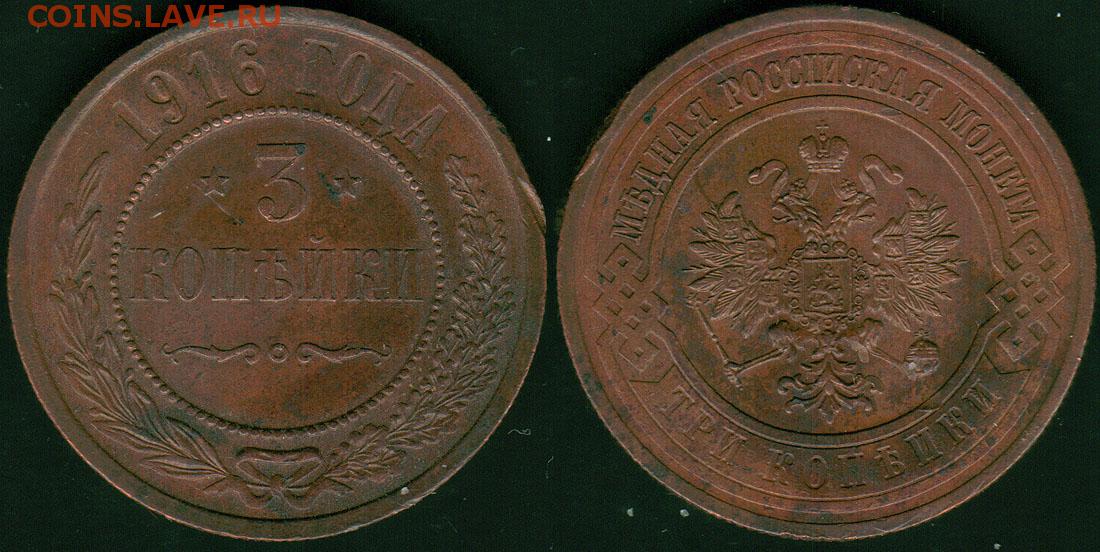 COINS.LAVE.RU
1916 ГОДА
3
КОПѢЙКИ
МѢДНАЯ РОССІЙСКАЯ МОНЕТА
ТРИ КОПѢЙКИ